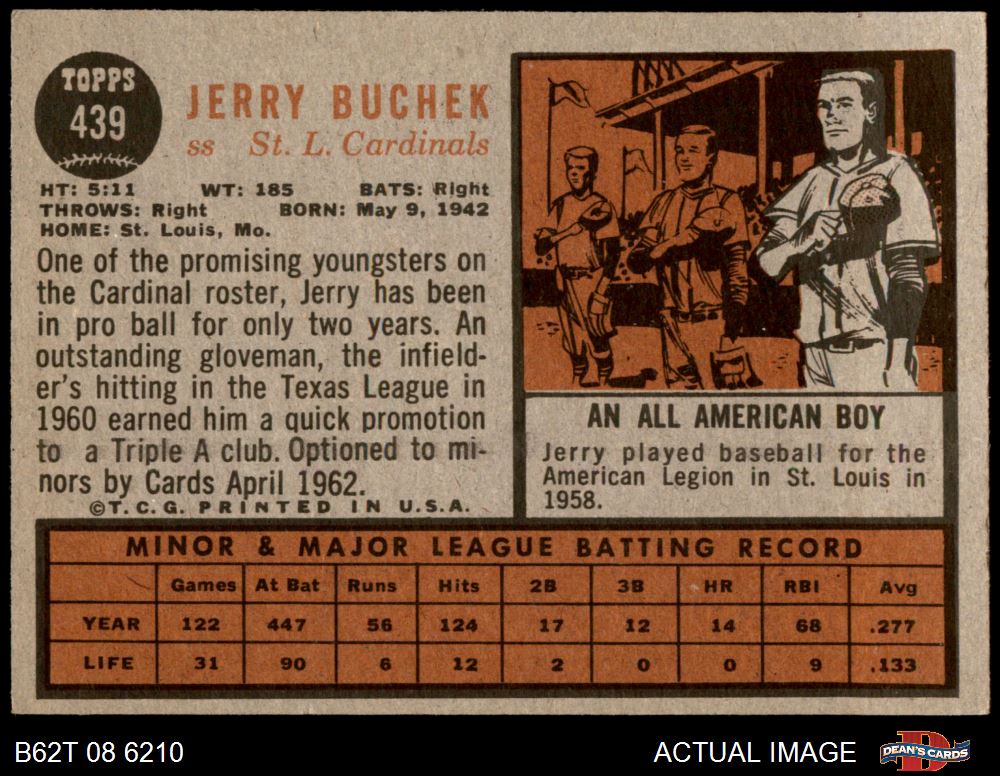 TOPPS
439
JERRY BUCHEK
ss St. L. Cardinals
HT: 5:11 WT: 185 BATS: Right
THROWS: Right BORN: May 9, 1942
HOME: St. Louis, Mo.
One of the promising youngsters on
the Cardinal roster, Jerry has been
in pro ball for only two years. An
outstanding gloveman, the infield-
er's hitting in the Texas League in
1960 earned him a quick promotion
to a Triple A club. Optioned to mi-
nors by Cards April 1962.
©T.C.G. PRINTED IN U.S.A.
AN ALL AMERICAN BOY
Jerry played baseball for the
American Legion in St. Louis in
1958.
MINOR & MAJOR LEAGUE BATTING RECORD
Games At Bat Runs Hits 2B 3B HR RBI Avg
YEAR 122 447 56 124 17 12 14 68 .277
LIFE 31 90 6 12 2 0 0 9 .133
B62T 08 6210 ACTUAL IMAGE DEAN'S CARDS